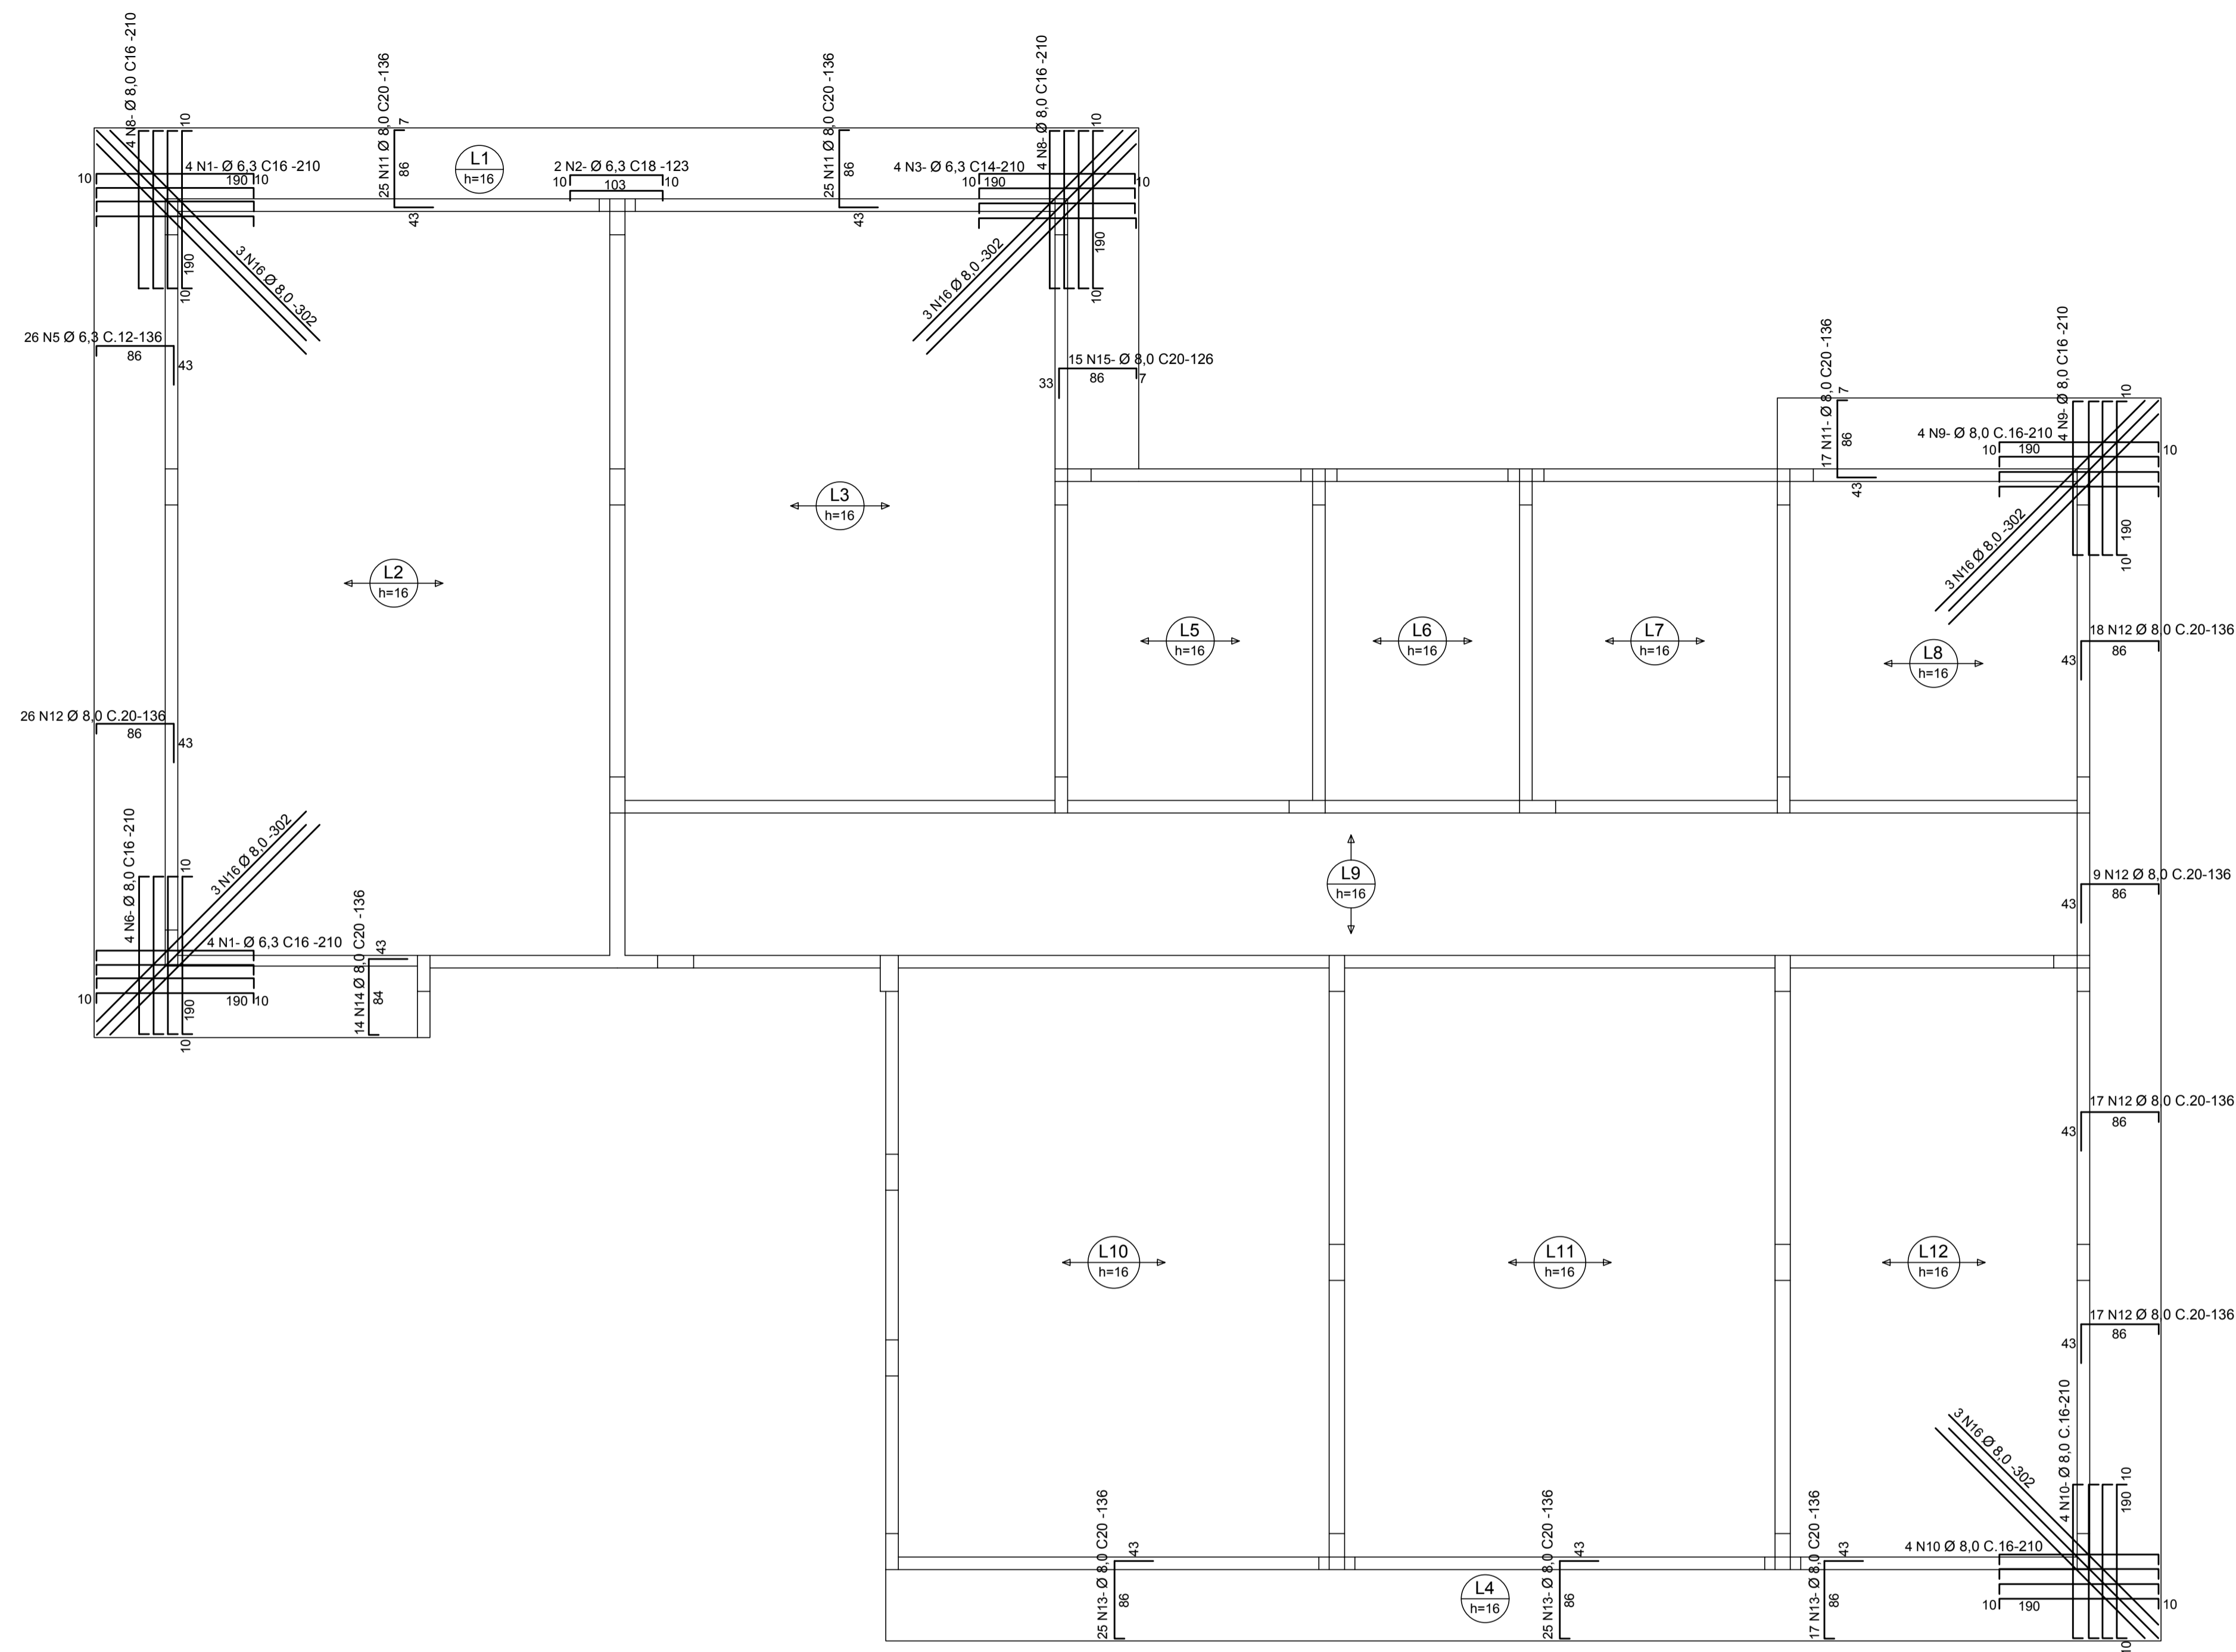 4 N8- Ø 8,0 C16 -210
10
25 N11 Ø 8,0 C20 -136
7
86
43
L1
h=16
2 N2- Ø 6,3 C18 -123
10
103
10
25 N11 Ø 8,0 C20 -136
86
43
4 N3- Ø 6,3 C14-210
10
190
10
4 N8- Ø 8,0 C16 -210
10
190
10
4 N1- Ø 6,3 C16 -210
10
190
10
190
10
3 N16 Ø 8,0 -302
3 N16 Ø 8,0 -302
26 N5 Ø 6,3 C.12-136
86
43
15 N15- Ø 8,0 C20-126
33
86
7
17 N11- Ø 8,0 C20 -136
7
86
43
4 N9- Ø 8,0 C.16-210
10
190
10
4 N9- Ø 8,0 C16 -210
10
190
10
3 N16 Ø 8,0 -302
L3
h=16
L2
h=16
L5
h=16
L6
h=16
L7
h=16
L8
h=16
18 N12 Ø 8,0 C.20-136
43
86
26 N12 Ø 8,0 C.20-136
86
43
3 N16 Ø 8,0 -302
4 N6- Ø 8,0 C16 -210
10
190
10
4 N1- Ø 6,3 C16 -210
10
190
10
14 N14 Ø 8,0 C20 -136
43
84
L9
h=16
9 N12 Ø 8,0 C.20-136
43
86
17 N12 Ø 8,0 C.20-136
43
86
L10
h=16
L11
h=16
L12
h=16
17 N12 Ø 8,0 C.20-136
43
86
3 N16 Ø 8,0 -302
4 N10- Ø 8,0 C.16-210
10
190
10
4 N10 Ø 8,0 C.16-210
10
190
10
25 N13- Ø 8,0 C20 -136
43
86
L4
h=16
25 N13- Ø 8,0 C20 -136
43
86
17 N13- Ø 8,0 C20 -136
43
86